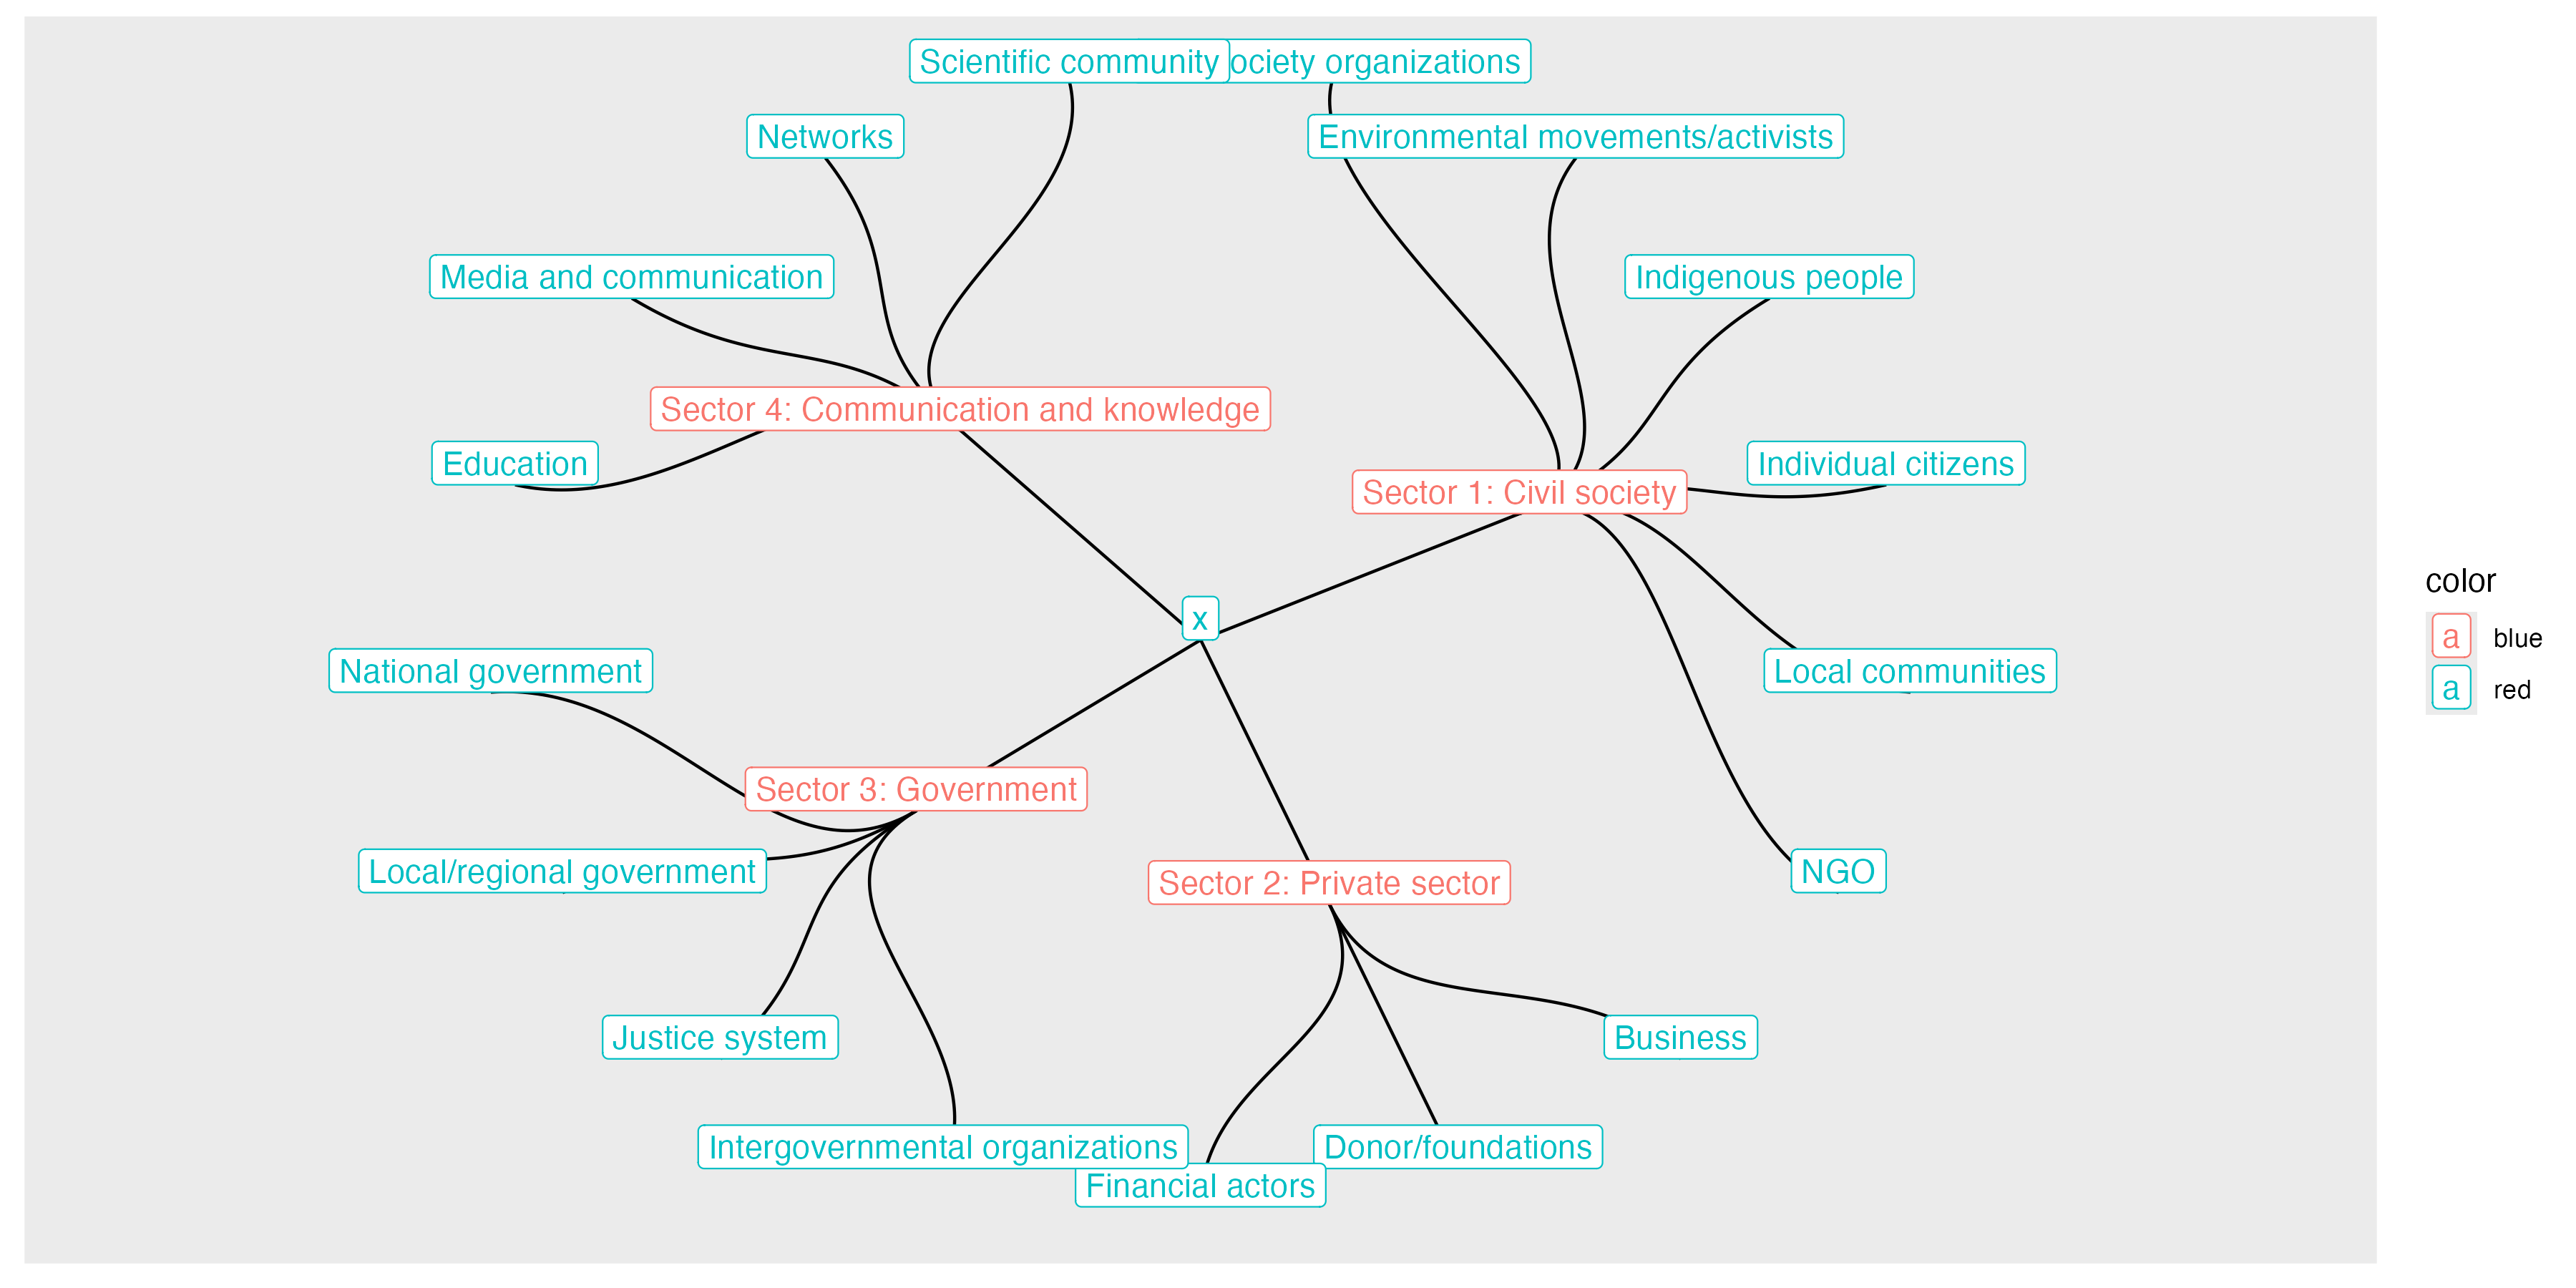 Scientific community
ociety organizations
Networks
Environmental movements/activists
Media and communication
Indigenous people
Sector 4: Communication and knowledge
Education
Individual citizens
Sector 1: Civil society
x
color
a blue
a red
National government
Local communities
Sector 3: Government
Local/regional government
Sector 2: Private sector
NGO
Justice system
Business
Intergovernmental organizations
Donor/foundations
Financial actors